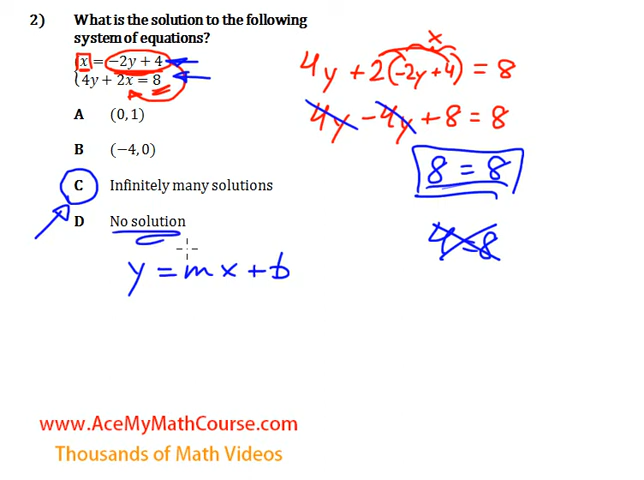 2) What is the solution to the following
system of equations?
x = −2y + 4
4y + 2x = 8
A (0, 1)
B (−4, 0)
C Infinitely many solutions
D No solution
x
4y + 2(−2y + 4) = 8
4y − 4y + 8 = 8
8 = 8
4 = 8
y = mx + b
www.AceMyMathCourse.com
Thousands of Math Videos